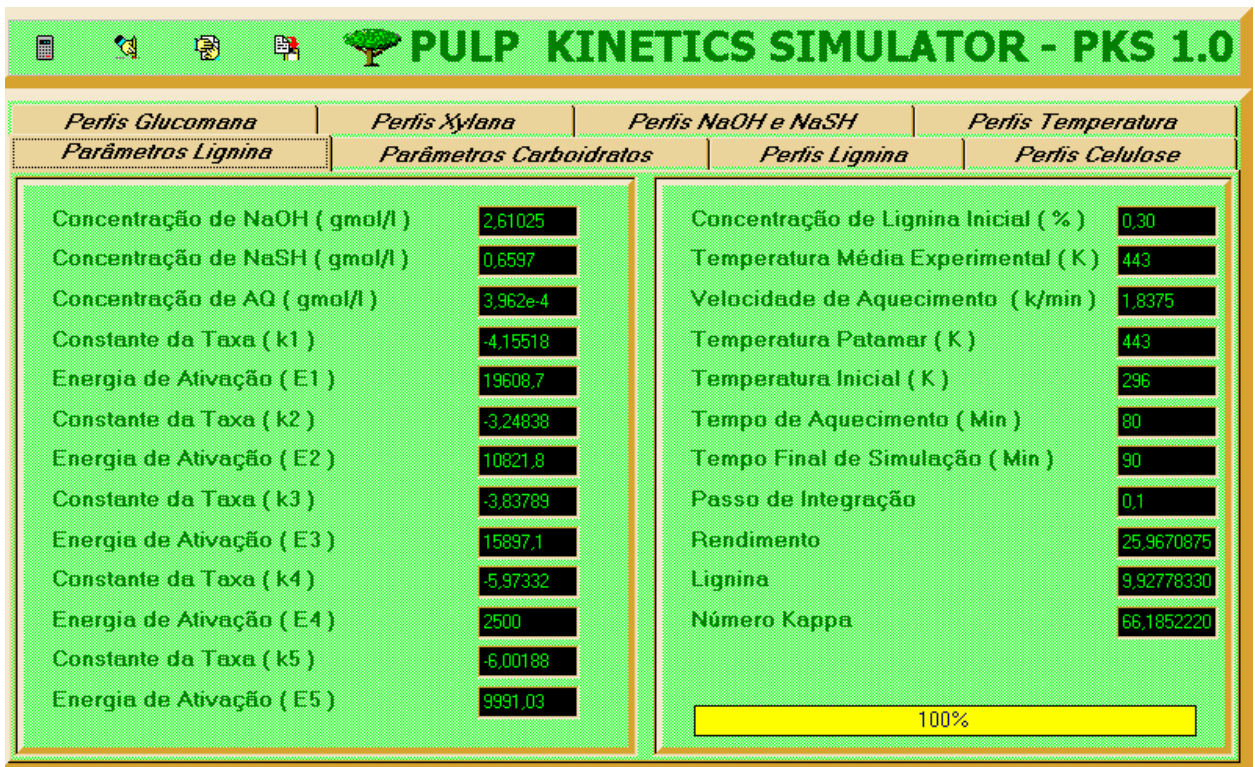 PULP KINETICS SIMULATOR - PKS 1.0
Perfis Glucomana Perfis Xylana Perfis NaOH e NaSH Perfis Temperatura
Parâmetros Lignina Parâmetros Carboidratos Perfis Lignina Perfis Celulose
Concentração de NaOH ( gmol/l ) 2,61025
Concentração de NaSH ( gmol/l ) 0,6597
Concentração de AQ ( gmol/l ) 3,962e-4
Constante da Taxa ( k1 ) -4,15518
Energia de Ativação ( E1 ) 19608,7
Constante da Taxa ( k2 ) -3,24838
Energia de Ativação ( E2 ) 10821,8
Constante da Taxa ( k3 ) -3,83789
Energia de Ativação ( E3 ) 15897,1
Constante da Taxa ( k4 ) -5,97332
Energia de Ativação ( E4 ) 2500
Constante da Taxa ( k5 ) -6,00188
Energia de Ativação ( E5 ) 9991,03
Concentração de Lignina Inicial ( % ) 0,30
Temperatura Média Experimental ( K ) 443
Velocidade de Aquecimento ( k/min ) 1,8375
Temperatura Patamar ( K ) 443
Temperatura Inicial ( K ) 296
Tempo de Aquecimento ( Min ) 80
Tempo Final de Simulação ( Min ) 90
Passo de Integração 0,1
Rendimento 25,9670875
Lignina 9,92778330
Número Kappa 66,1852220
100%